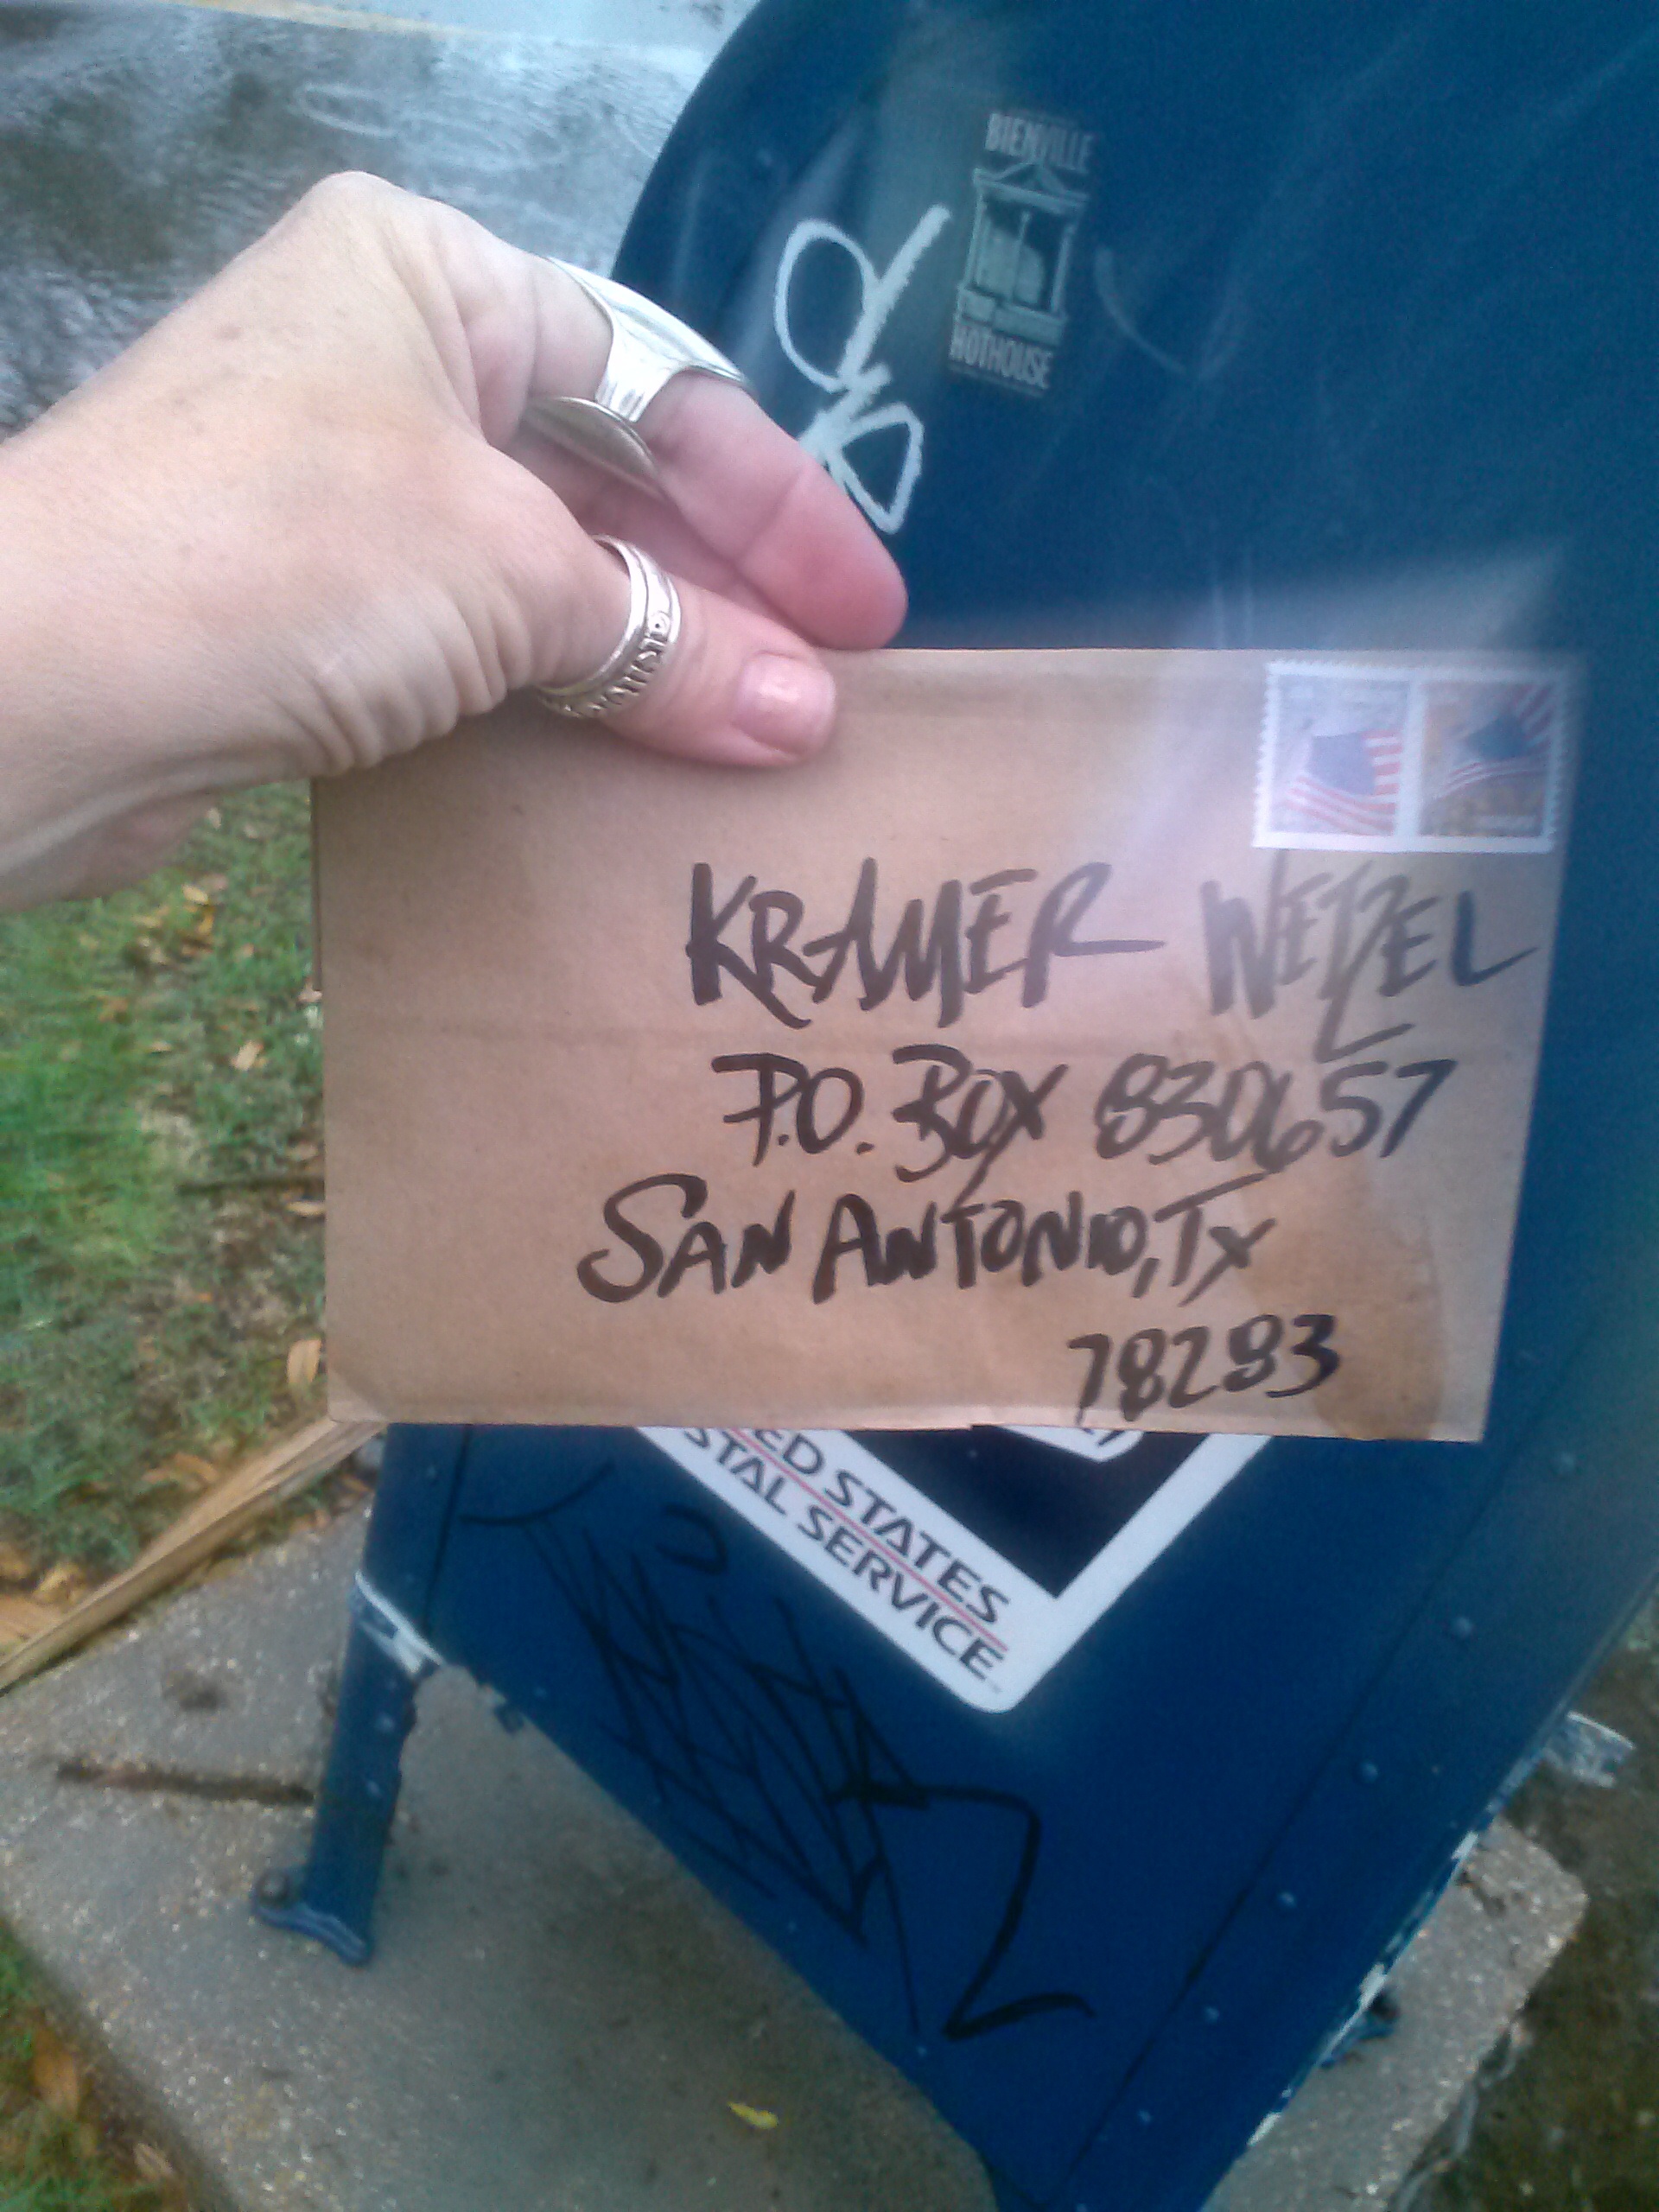 BIENVILLE
HOTHOUSE
KRAMER WETZEL
P.O. BOX 830657
SAN ANTONIO, TX
78283
ED STATES
STAL SERVICE